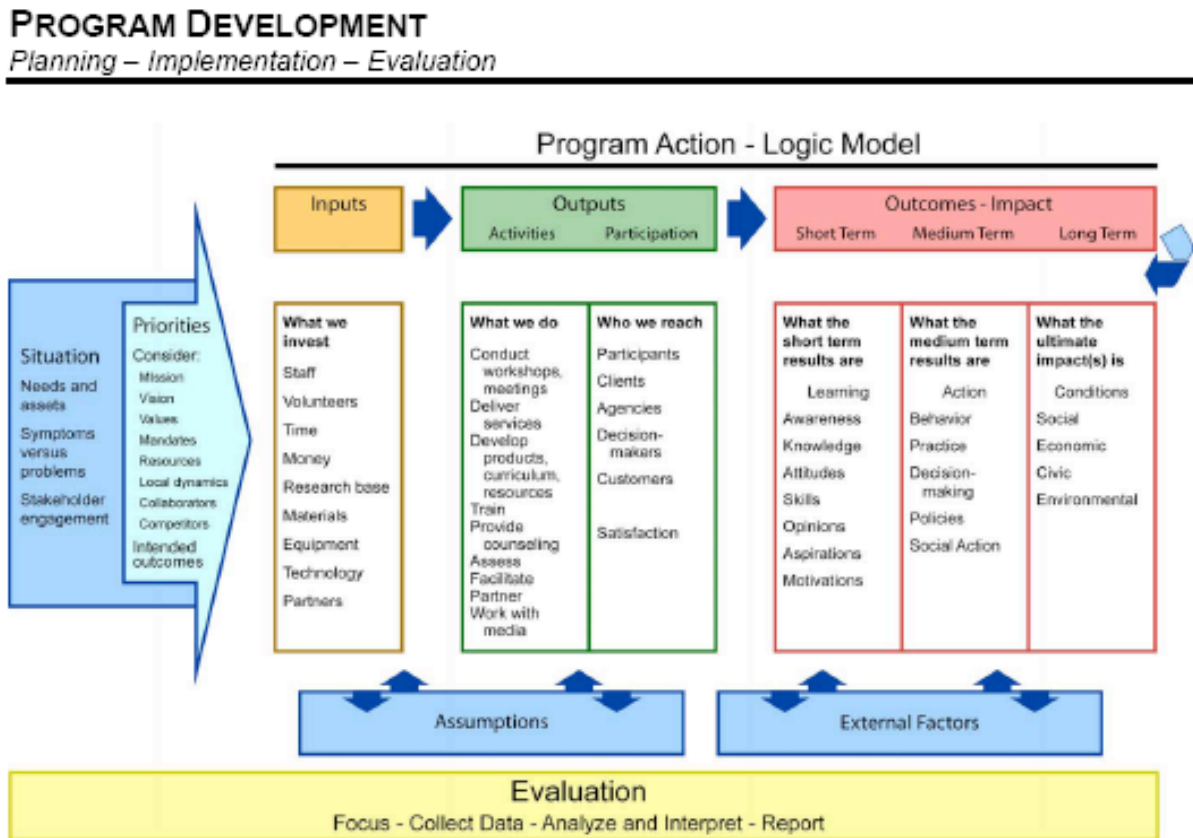 PROGRAM DEVELOPMENT
Planning – Implementation – Evaluation
Program Action - Logic Model
Inputs
Outputs
Activities Participation
Outcomes - Impact
Short Term Medium Term Long Term
Situation
Needs and
assets
Symptoms
versus
problems
Stakeholder
engagement
Priorities
Consider:
Mission
Vision
Values
Mandates
Resources
Local dynamics
Collaborators
Competitors
Intended
outcomes
What we
invest
Staff
Volunteers
Time
Money
Research base
Materials
Equipment
Technology
Partners
What we do
Conduct
workshops,
meetings
Deliver
services
Develop
products,
curriculum,
resources
Train
Provide
counseling
Assess
Facilitate
Partner
Work with
media
Who we reach
Participants
Clients
Agencies
Decision-
makers
Customers
Satisfaction
What the
short term
results are
Learning
Awareness
Knowledge
Attitudes
Skills
Opinions
Aspirations
Motivations
What the
medium term
results are
Action
Behavior
Practice
Decision-
making
Policies
Social Action
What the
ultimate
impact(s) is
Conditions
Social
Economic
Civic
Environmental
Assumptions
External Factors
Evaluation
Focus - Collect Data - Analyze and Interpret - Report